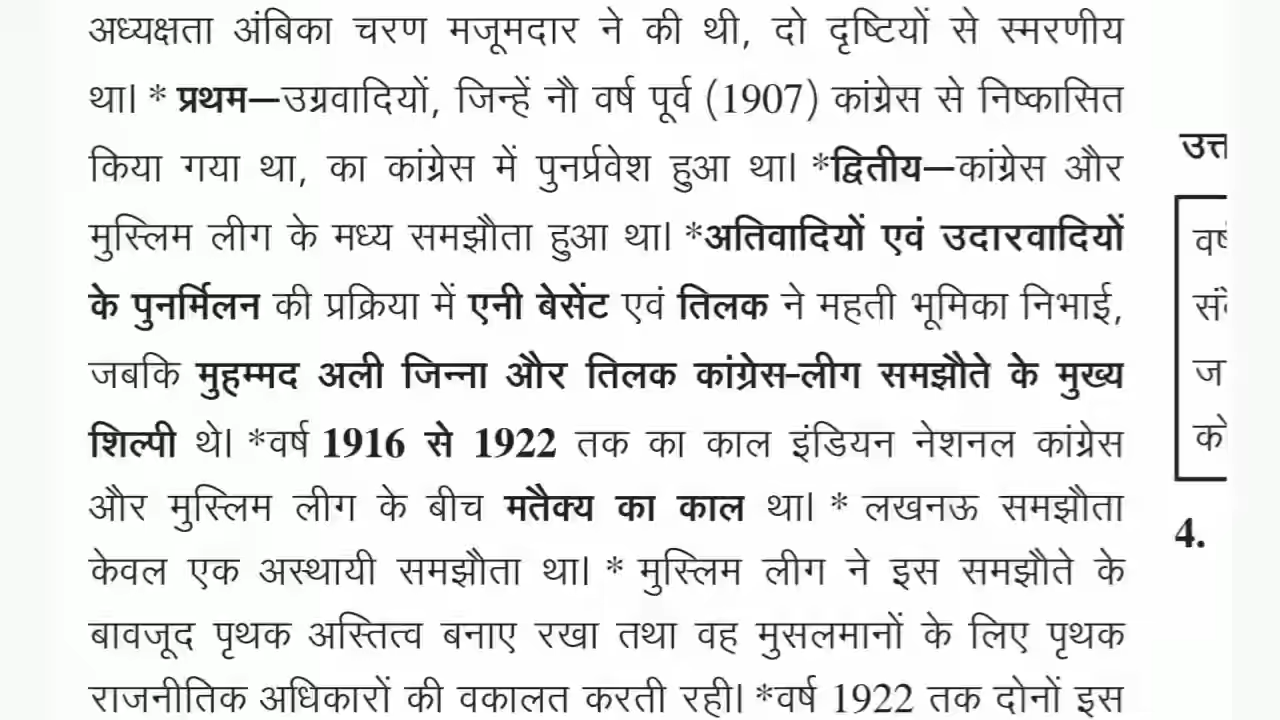 अध्यक्षता अंबिका चरण मजूमदार ने की थी, दो दृष्टियों से स्मरणीय
था। * प्रथम—उग्रवादियों, जिन्हें नौ वर्ष पूर्व (1907) कांग्रेस से निष्कासित
किया गया था, का कांग्रेस में पुनर्प्रवेश हुआ था। *द्वितीय—कांग्रेस और
मुस्लिम लीग के मध्य समझौता हुआ था। *अतिवादियों एवं उदारवादियों
के पुनर्मिलन की प्रक्रिया में एनी बेसेंट एवं तिलक ने महती भूमिका निभाई,
जबकि मुहम्मद अली जिन्ना और तिलक कांग्रेस-लीग समझौते के मुख्य
शिल्पी थे। *वर्ष 1916 से 1922 तक का काल इंडियन नेशनल कांग्रेस
और मुस्लिम लीग के बीच मतैक्य का काल था। * लखनऊ समझौता
केवल एक अस्थायी समझौता था। * मुस्लिम लीग ने इस समझौते के
बावजूद पृथक अस्तित्व बनाए रखा तथा वह मुसलमानों के लिए पृथक
राजनीतिक अधिकारों की वकालत करती रही। *वर्ष 1922 तक दोनों इस
उत्त
ज
को
4.